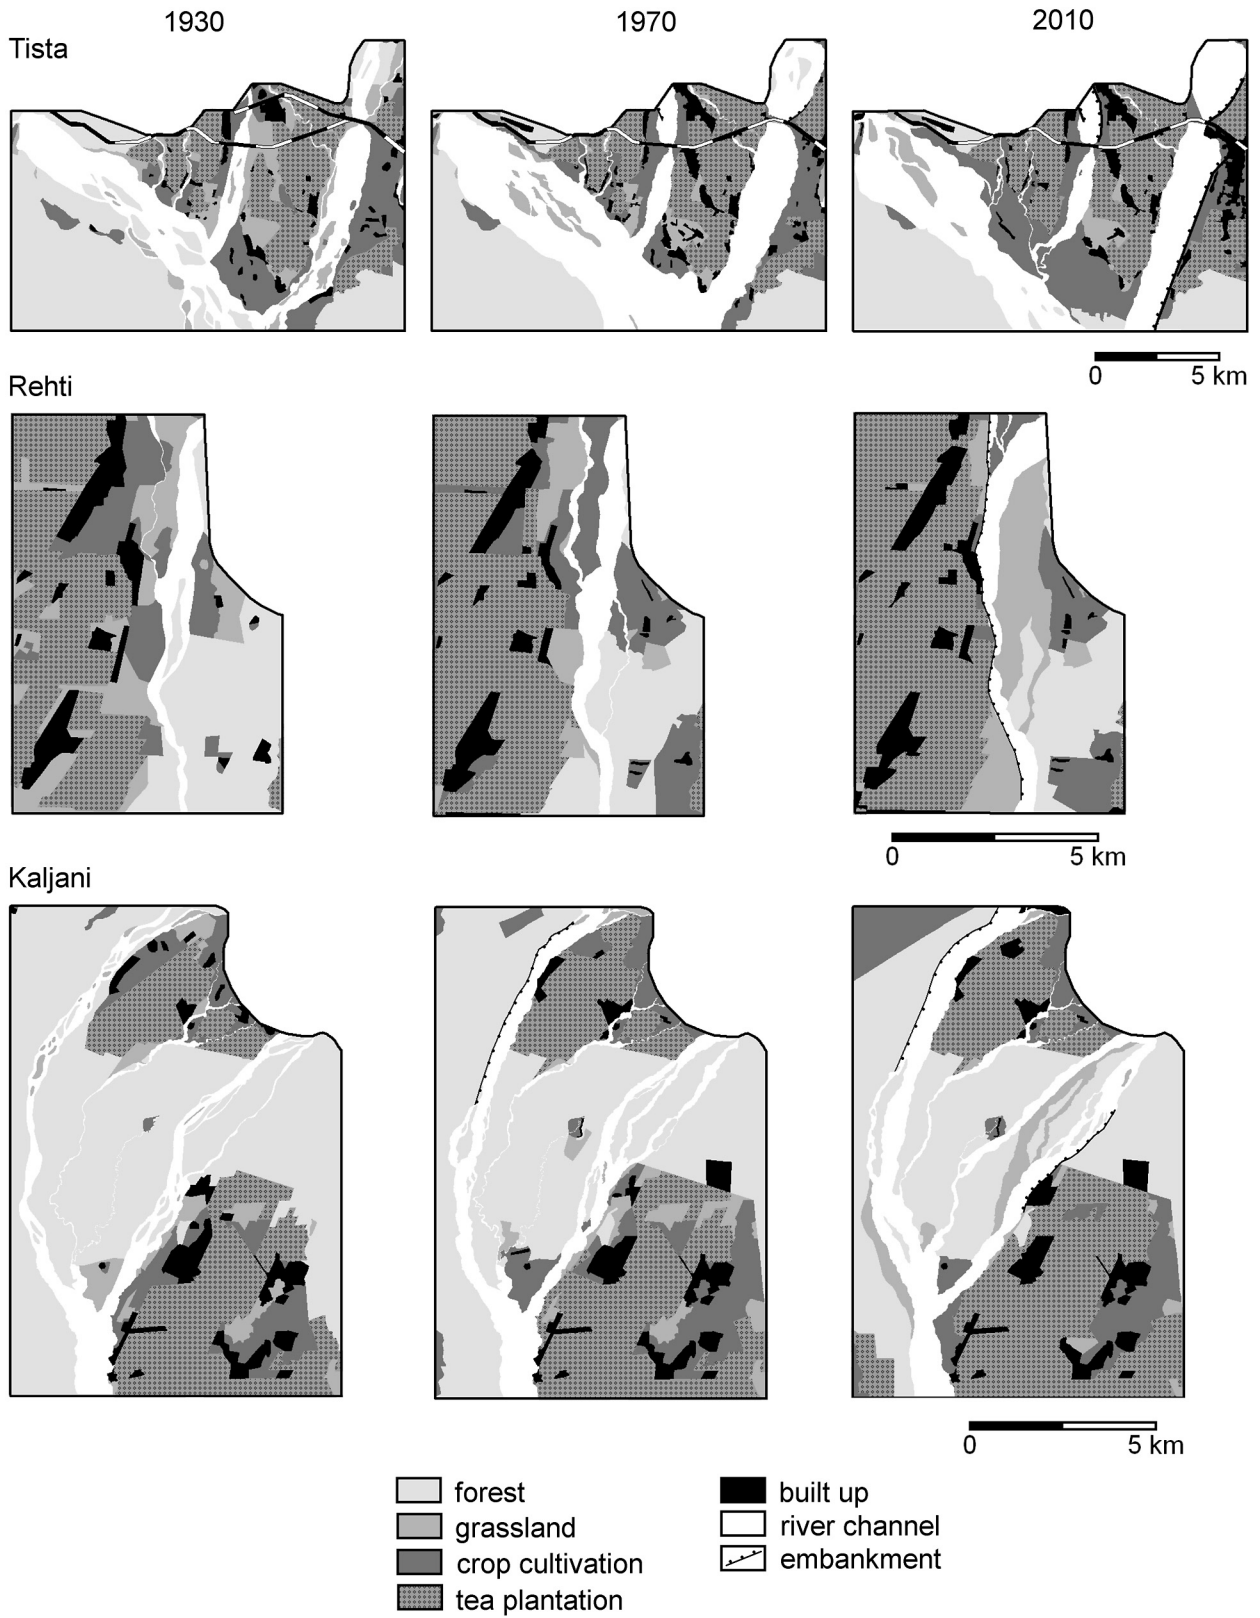 1930 1970 2010
Tista
0 5 km
Rehti
0 5 km
Kaljani
0 5 km
forest
grassland
crop cultivation
tea plantation
built up
river channel
embankment